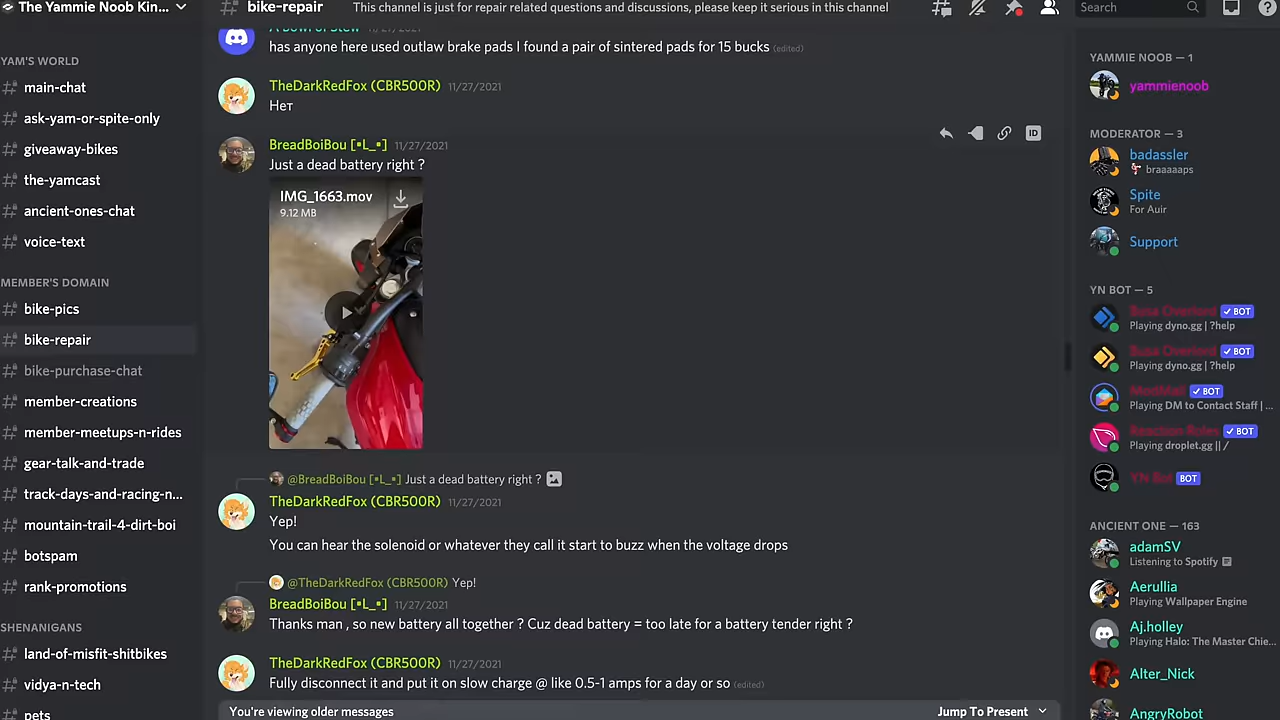 The Yammie Noob Kin...
YAM'S WORLD
main-chat
ask-yam-or-spite-only
giveaway-bikes
the-yamcast
ancient-ones-chat
voice-text
MEMBER'S DOMAIN
bike-pics
bike-repair
bike-purchase-chat
member-creations
member-meetups-n-rides
gear-talk-and-trade
track-days-and-racing-n...
mountain-trail-4-dirt-boi
botspam
rank-promotions
SHENANIGANS
land-of-misfit-shitbikes
vidya-n-tech
pets
bike-repair
This channel is just for repair related questions and discussions, please keep it serious in this channel
Search
A Bowl of Stew 11/27/2021
has anyone here used outlaw brake pads I found a pair of sintered pads for 15 bucks (edited)
TheDarkRedFox (CBR500R) 11/27/2021
Нет
BreadBoiBou [▪L_▪] 11/27/2021
ID
Just a dead battery right ?
IMG_1663.mov
9.12 MB
@BreadBoiBou [▪L_▪] Just a dead battery right ?
TheDarkRedFox (CBR500R) 11/27/2021
Yep!
You can hear the solenoid or whatever they call it start to buzz when the voltage drops
@TheDarkRedFox (CBR500R) Yep!
BreadBoiBou [▪L_▪] 11/27/2021
Thanks man , so new battery all together ? Cuz dead battery = too late for a battery tender right ?
TheDarkRedFox (CBR500R) 11/27/2021
Fully disconnect it and put it on slow charge @ like 0.5-1 amps for a day or so (edited)
You're viewing older messages
Jump To Present
YAMMIE NOOB — 1
yammienoob
MODERATOR — 3
badassler
braaaaaps
Spite
For Auir
Support
YN BOT — 5
Busa Overlord BOT
Playing dyno.gg | ?help
Busa Overlord BOT
Playing dyno.gg | ?help
ModMail BOT
Playing DM to Contact Staff | ...
Reaction Roles BOT
Playing droplet.gg || /
YN Bot BOT
ANCIENT ONE — 163
adamSV
Listening to Spotify
Aerullia
Playing Wallpaper Engine
Aj.holley
Playing Halo: The Master Chie...
Alter_Nick
AngryRobot